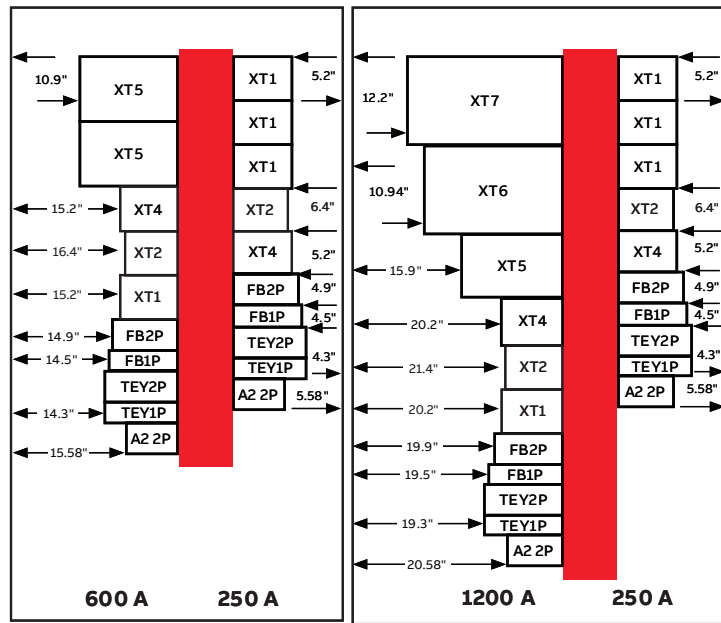 10.9"
XT5
XT1
5.2"
XT5
XT1
XT1
15.2"
XT4
XT2
6.4"
16.4"
XT2
XT4
5.2"
15.2"
XT1
FB2P
4.9"
FB1P
4.5"
14.9"
FB2P
TEY2P
14.5"
FB1P
TEY1P
4.3"
TEY2P
A2 2P
5.58"
14.3"
TEY1P
A2 2P
15.58"
600 A
250 A
12.2"
XT7
XT1
5.2"
XT1
XT1
10.94"
XT6
XT2
6.4"
15.9"
XT5
XT4
5.2"
FB2P
4.9"
20.2"
XT4
FB1P
4.5"
TEY2P
21.4"
XT2
TEY1P
4.3"
20.2"
XT1
A2 2P
5.58"
19.9"
FB2P
19.5"
FB1P
TEY2P
19.3"
TEY1P
A2 2P
20.58"
1200 A
250 A